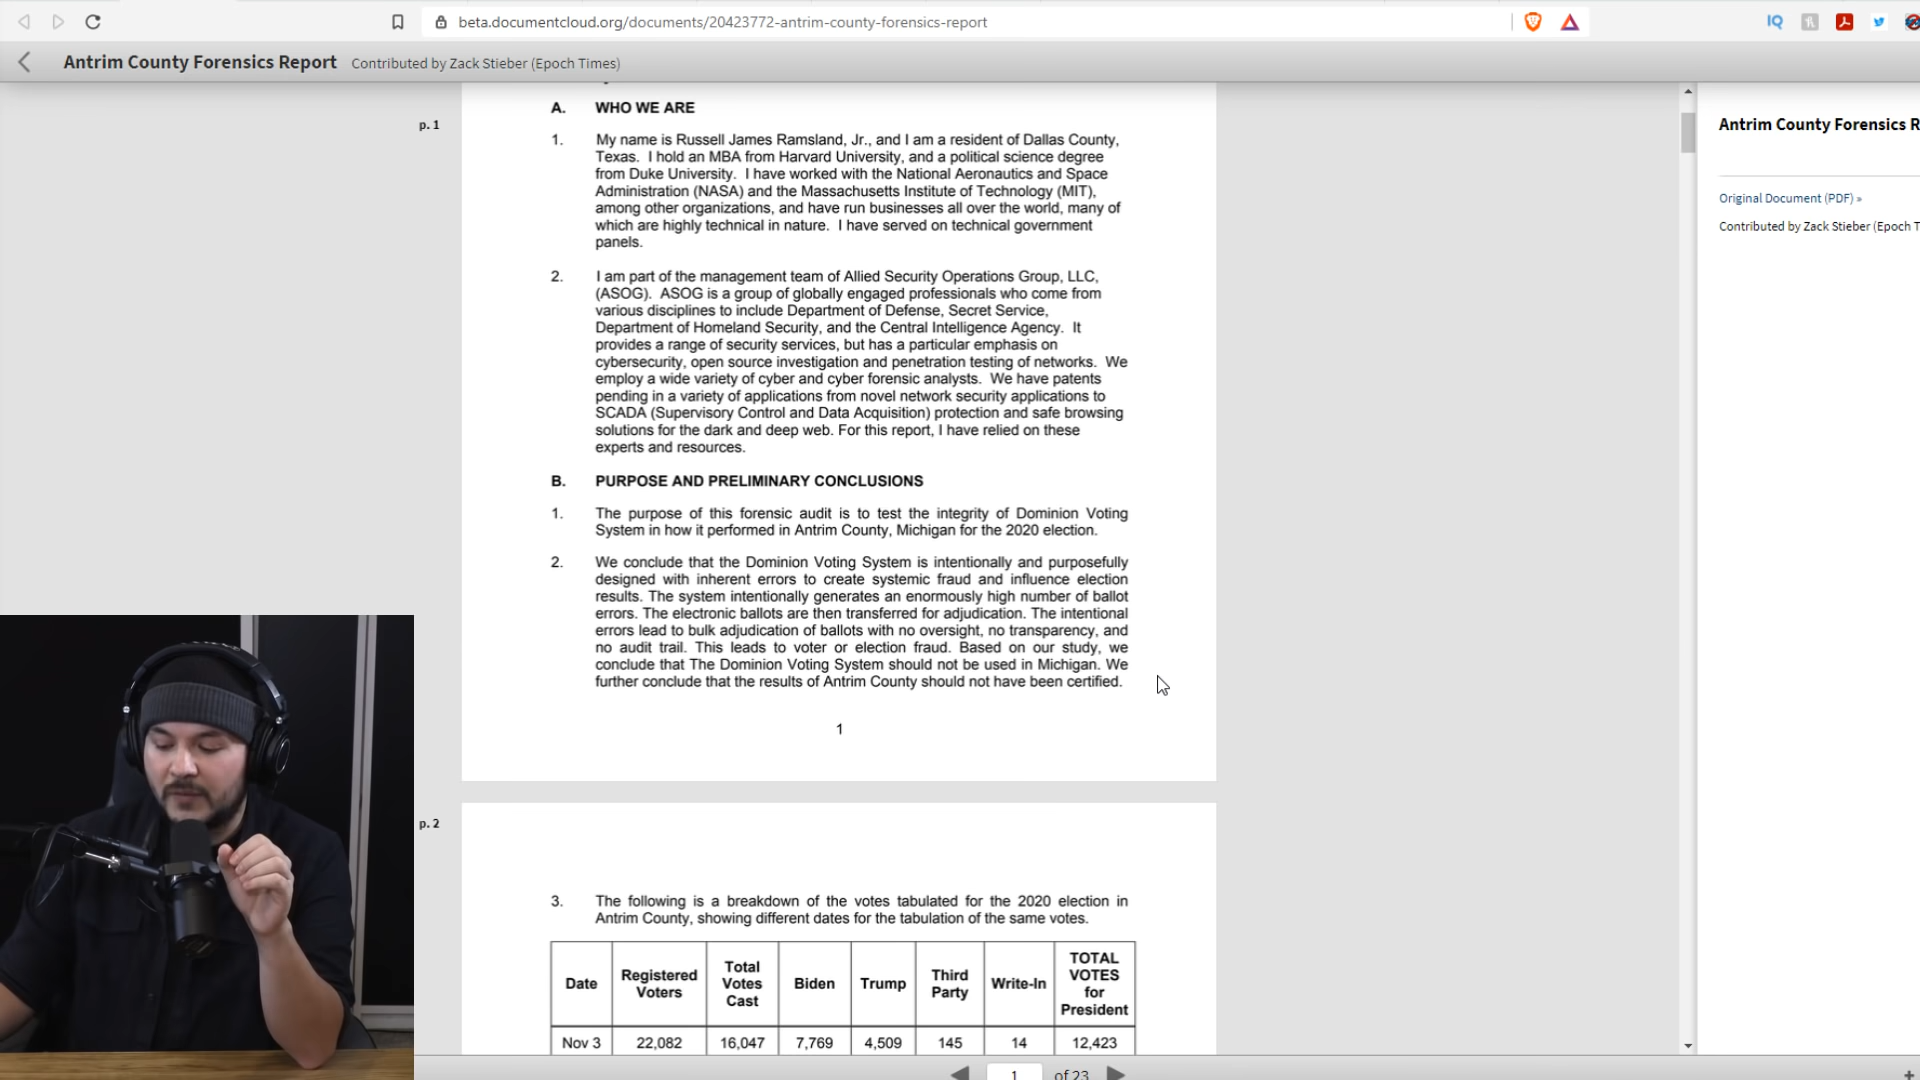 beta.documentcloud.org/documents/20423772-antrim-county-forensics-report
IQ
Antrim County Forensics Report Contributed by Zack Stieber (Epoch Times)
p. 1
A. WHO WE ARE
1. My name is Russell James Ramsland, Jr., and I am a resident of Dallas County,
Texas. I hold an MBA from Harvard University, and a political science degree
from Duke University. I have worked with the National Aeronautics and Space
Administration (NASA) and the Massachusetts Institute of Technology (MIT),
among other organizations, and have run businesses all over the world, many of
which are highly technical in nature. I have served on technical government
panels.
2. I am part of the management team of Allied Security Operations Group, LLC,
(ASOG). ASOG is a group of globally engaged professionals who come from
various disciplines to include Department of Defense, Secret Service,
Department of Homeland Security, and the Central Intelligence Agency. It
provides a range of security services, but has a particular emphasis on
cybersecurity, open source investigation and penetration testing of networks. We
employ a wide variety of cyber and cyber forensic analysts. We have patents
pending in a variety of applications from novel network security applications to
SCADA (Supervisory Control and Data Acquisition) protection and safe browsing
solutions for the dark and deep web. For this report, I have relied on these
experts and resources.
B. PURPOSE AND PRELIMINARY CONCLUSIONS
1. The purpose of this forensic audit is to test the integrity of Dominion Voting
System in how it performed in Antrim County, Michigan for the 2020 election.
2. We conclude that the Dominion Voting System is intentionally and purposefully
designed with inherent errors to create systemic fraud and influence election
results. The system intentionally generates an enormously high number of ballot
errors. The electronic ballots are then transferred for adjudication. The intentional
errors lead to bulk adjudication of ballots with no oversight, no transparency, and
no audit trail. This leads to voter or election fraud. Based on our study, we
conclude that The Dominion Voting System should not be used in Michigan. We
further conclude that the results of Antrim County should not have been certified.
1
p. 2
3. The following is a breakdown of the votes tabulated for the 2020 election in
Antrim County, showing different dates for the tabulation of the same votes.
Date Registered Voters Total Votes Cast Biden Trump Third Party Write-In TOTAL VOTES for President
Nov 3 22,082 16,047 7,769 4,509 145 14 12,423
1 of 23
Antrim County Forensics R
Original Document (PDF) »
Contributed by Zack Stieber (Epoch T